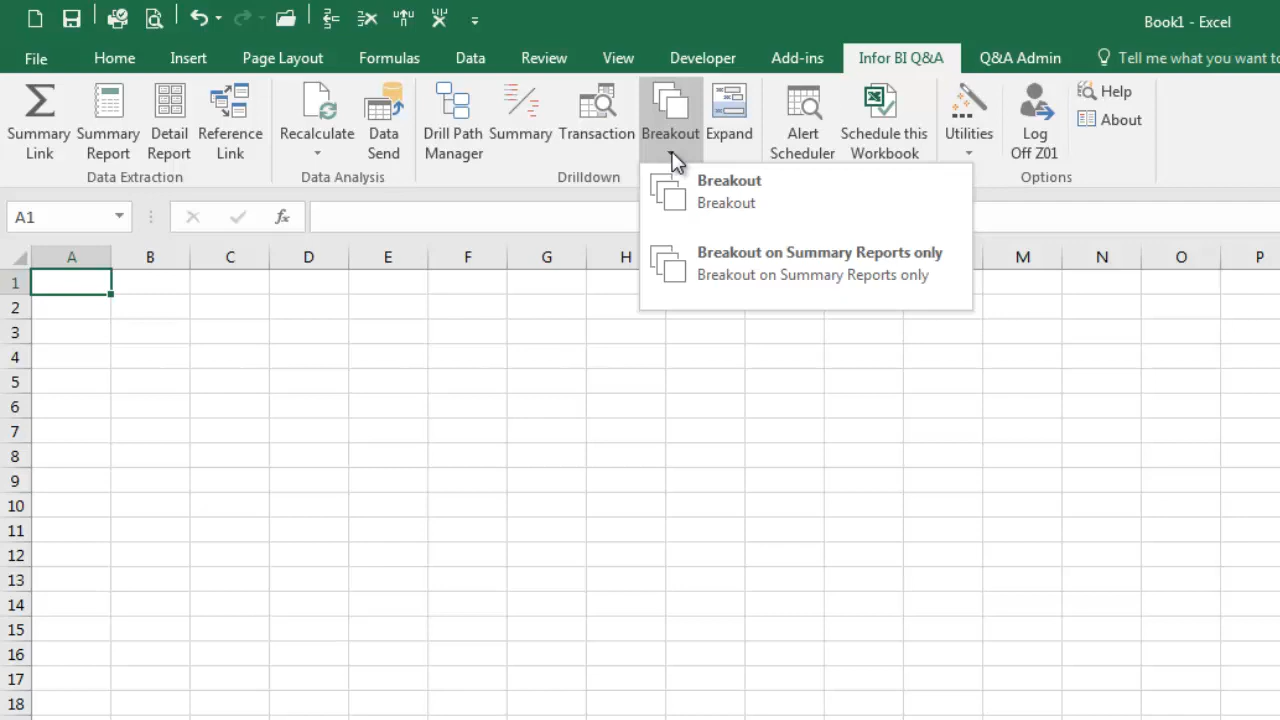 Book1 - Excel
File Home Insert Page Layout Formulas Data Review View Developer Add-ins Infor BI Q&A Q&A Admin Tell me what you want to
Summary Link
Summary Report
Detail Report
Reference Link
Data Extraction
Recalculate
Data Send
Data Analysis
Drill Path Manager
Summary
Transaction
Breakout
Expand
Drilldown
Alert Scheduler
Schedule this Workbook
Utilities
Log Off Z01
Help
About
Options
Breakout
Breakout
Breakout on Summary Reports only
Breakout on Summary Reports only
A1 fx
A B C D E F G H M N O P
1
2
3
4
5
6
7
8
9
10
11
12
13
14
15
16
17
18